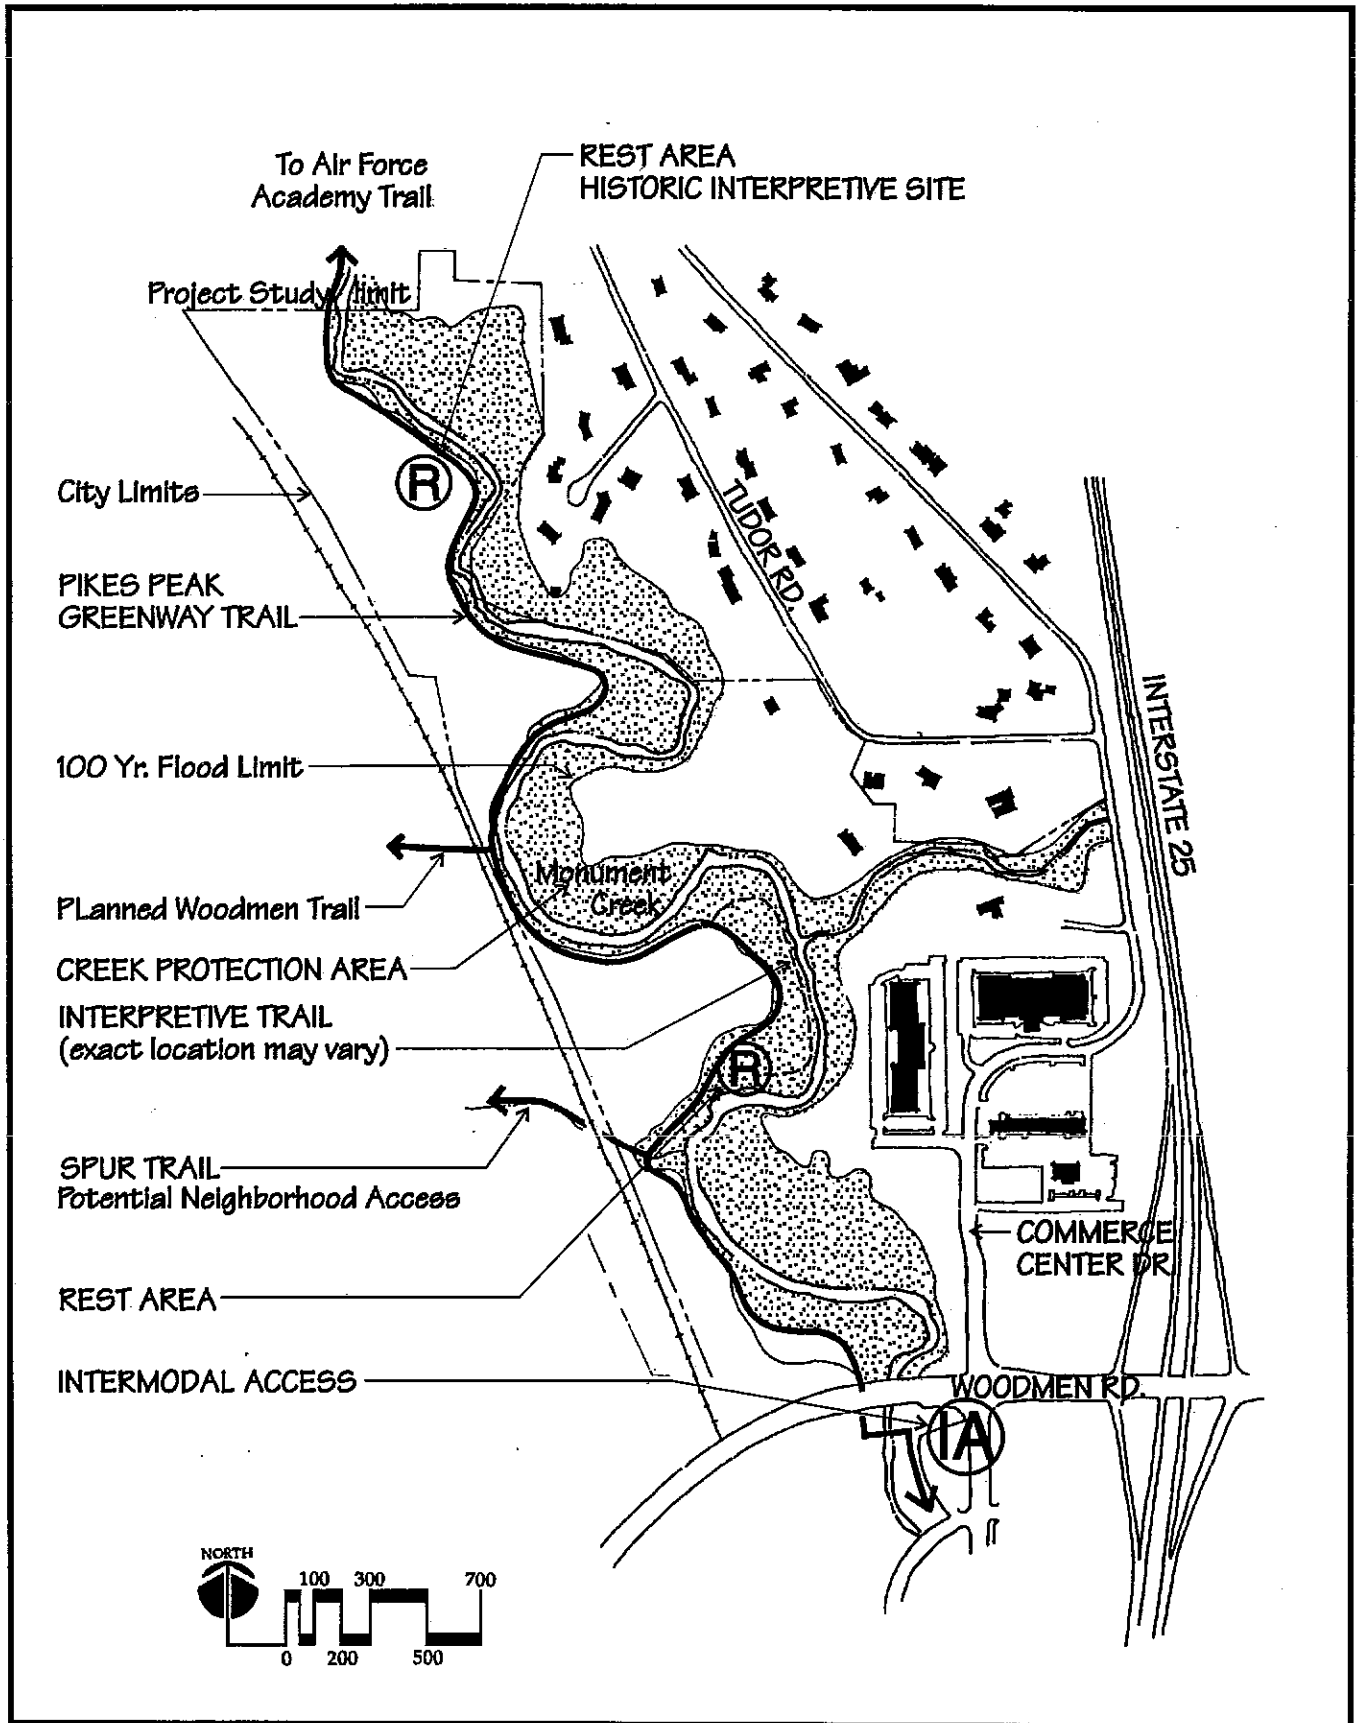 To Air Force
Academy Trail
REST AREA
HISTORIC INTERPRETIVE SITE
Project Study limit
R
City Limits
TUDOR RD.
PIKES PEAK
GREENWAY TRAIL
INTERSTATE 25
100 Yr. Flood Limit
Monument
Creek
PLanned Woodmen Trail
CREEK PROTECTION AREA
INTERPRETIVE TRAIL
(exact location may vary)
R
SPUR TRAIL
Potential Neighborhood Access
COMMERCE
CENTER DR.
REST AREA
INTERMODAL ACCESS
WOODMEN RD.
IA
NORTH
100 300 700
0 200 500